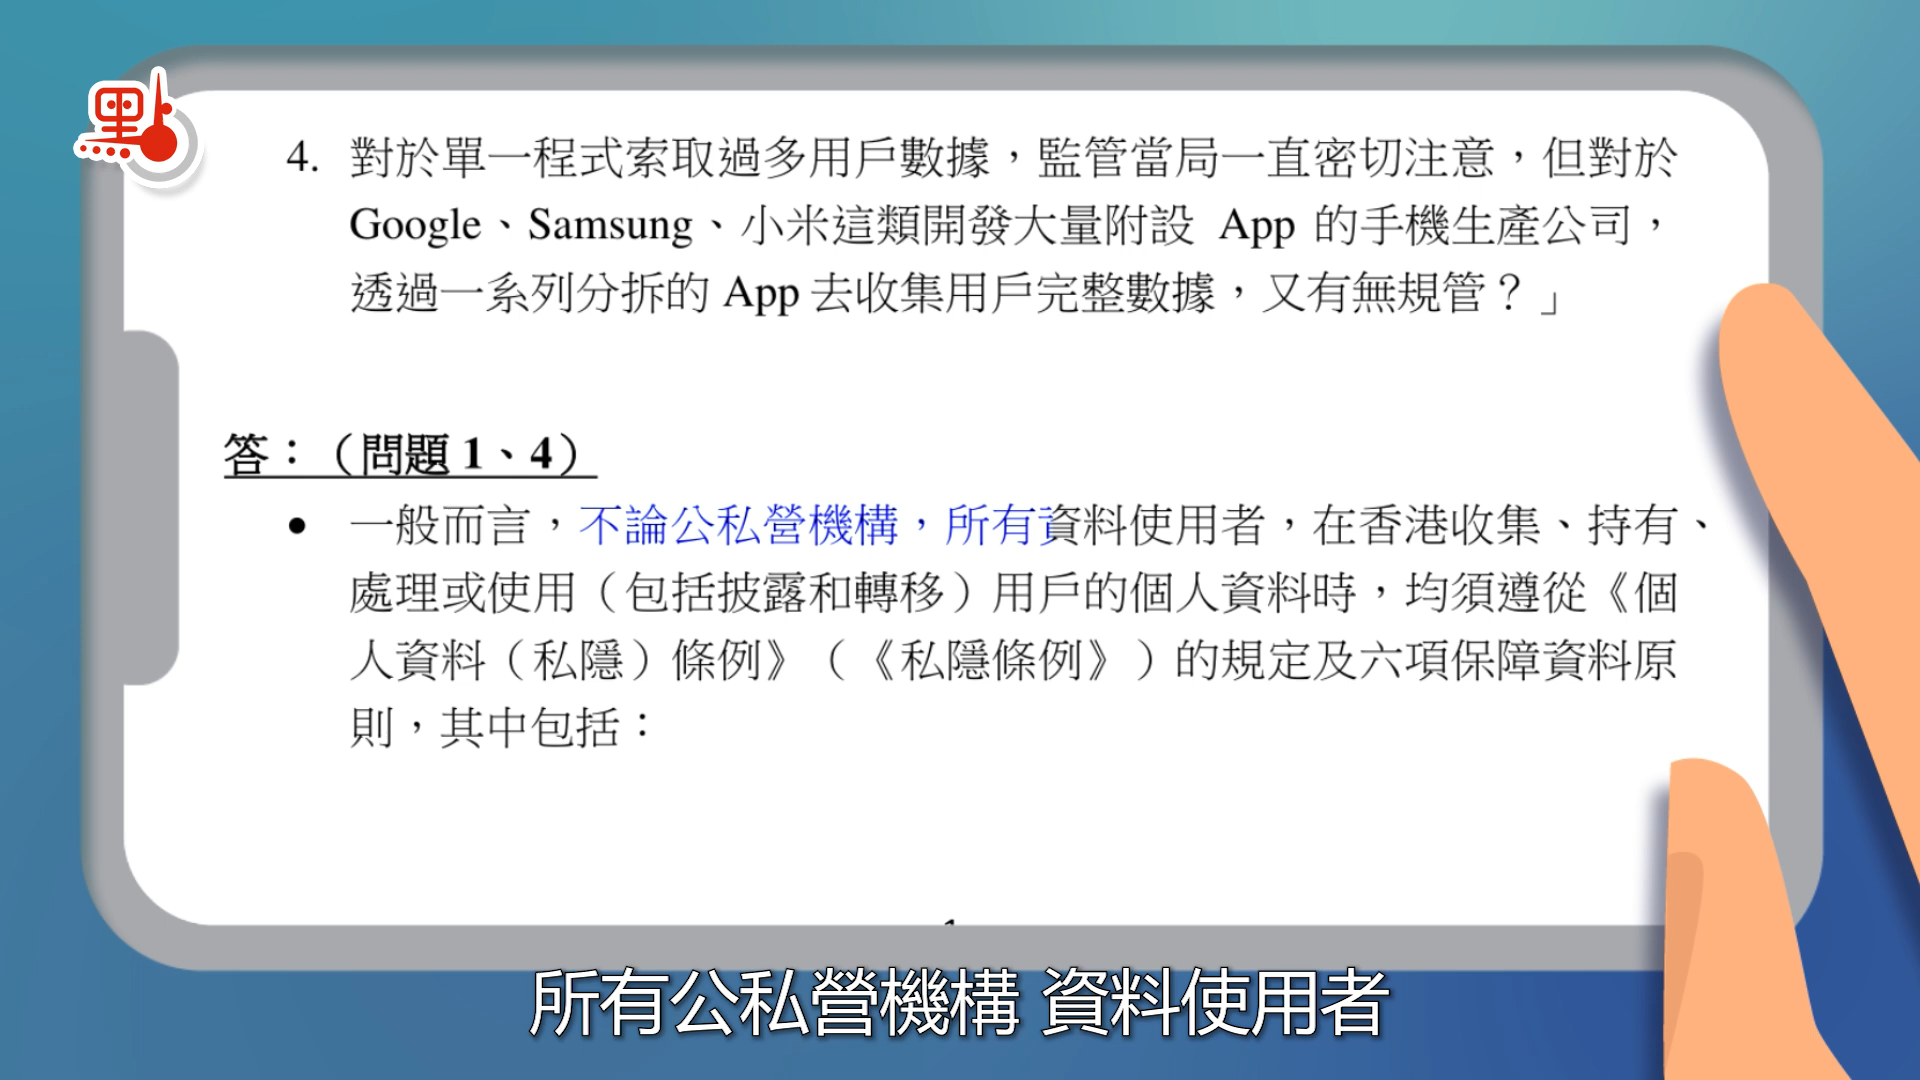 點
4. 對於單一程式索取過多用戶數據，監管當局一直密切注意，但對於
Google、Samsung、小米這類開發大量附設 App 的手機生產公司，
透過一系列分拆的 App 去收集用戶完整數據，又有無規管？」
答：（問題 1、4）
● 一般而言，不論公私營機構，所有資料使用者，在香港收集、持有、
處理或使用（包括披露和轉移）用戶的個人資料時，均須遵從《個
人資料（私隱）條例》（《私隱條例》）的規定及六項保障資料原
則，其中包括：
所有公私營機構 資料使用者